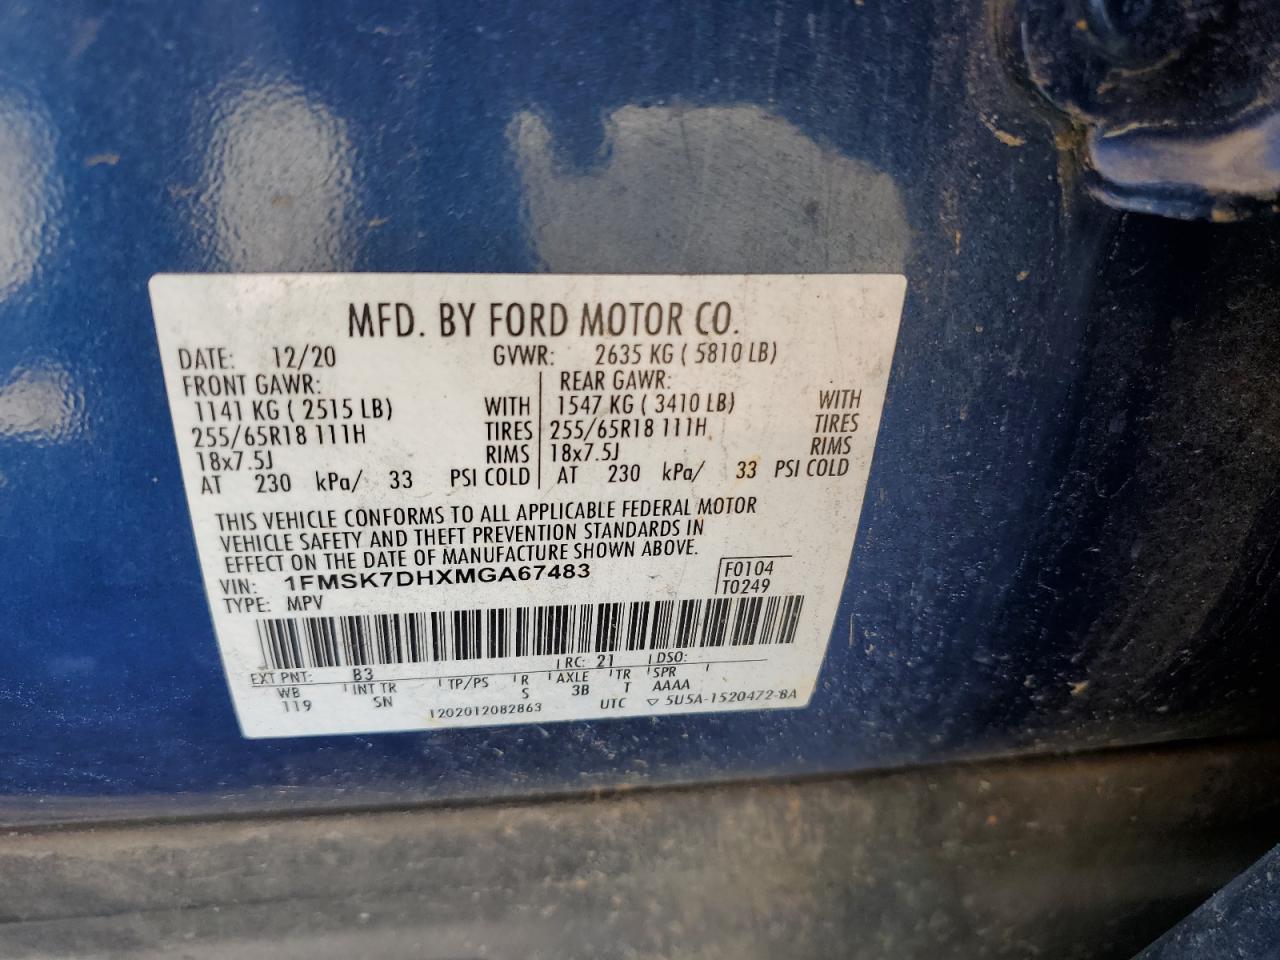 MFD. BY FORD MOTOR CO.
DATE: 12/20 GVWR: 2635 KG ( 5810 LB)
FRONT GAWR: REAR GAWR:
1141 KG ( 2515 LB) WITH 1547 KG ( 3410 LB) WITH
255/65R18 111H TIRES 255/65R18 111H TIRES
18x7.5J RIMS 18x7.5J RIMS
AT 230 kPa/ 33 PSI COLD AT 230 kPa/ 33 PSI COLD
THIS VEHICLE CONFORMS TO ALL APPLICABLE FEDERAL MOTOR
VEHICLE SAFETY AND THEFT PREVENTION STANDARDS IN
EFFECT ON THE DATE OF MANUFACTURE SHOWN ABOVE.
VIN: 1FMSK7DHXMGA67483 F0104
TYPE: MPV T0249
EXT PNT: B3 RC: 21 DSO:
WB INT TR TP/PS R AXLE TR SPR
119 SN S 3B T AAAA
1202012082863 UTC ▽ 5U5A-1520472-BA